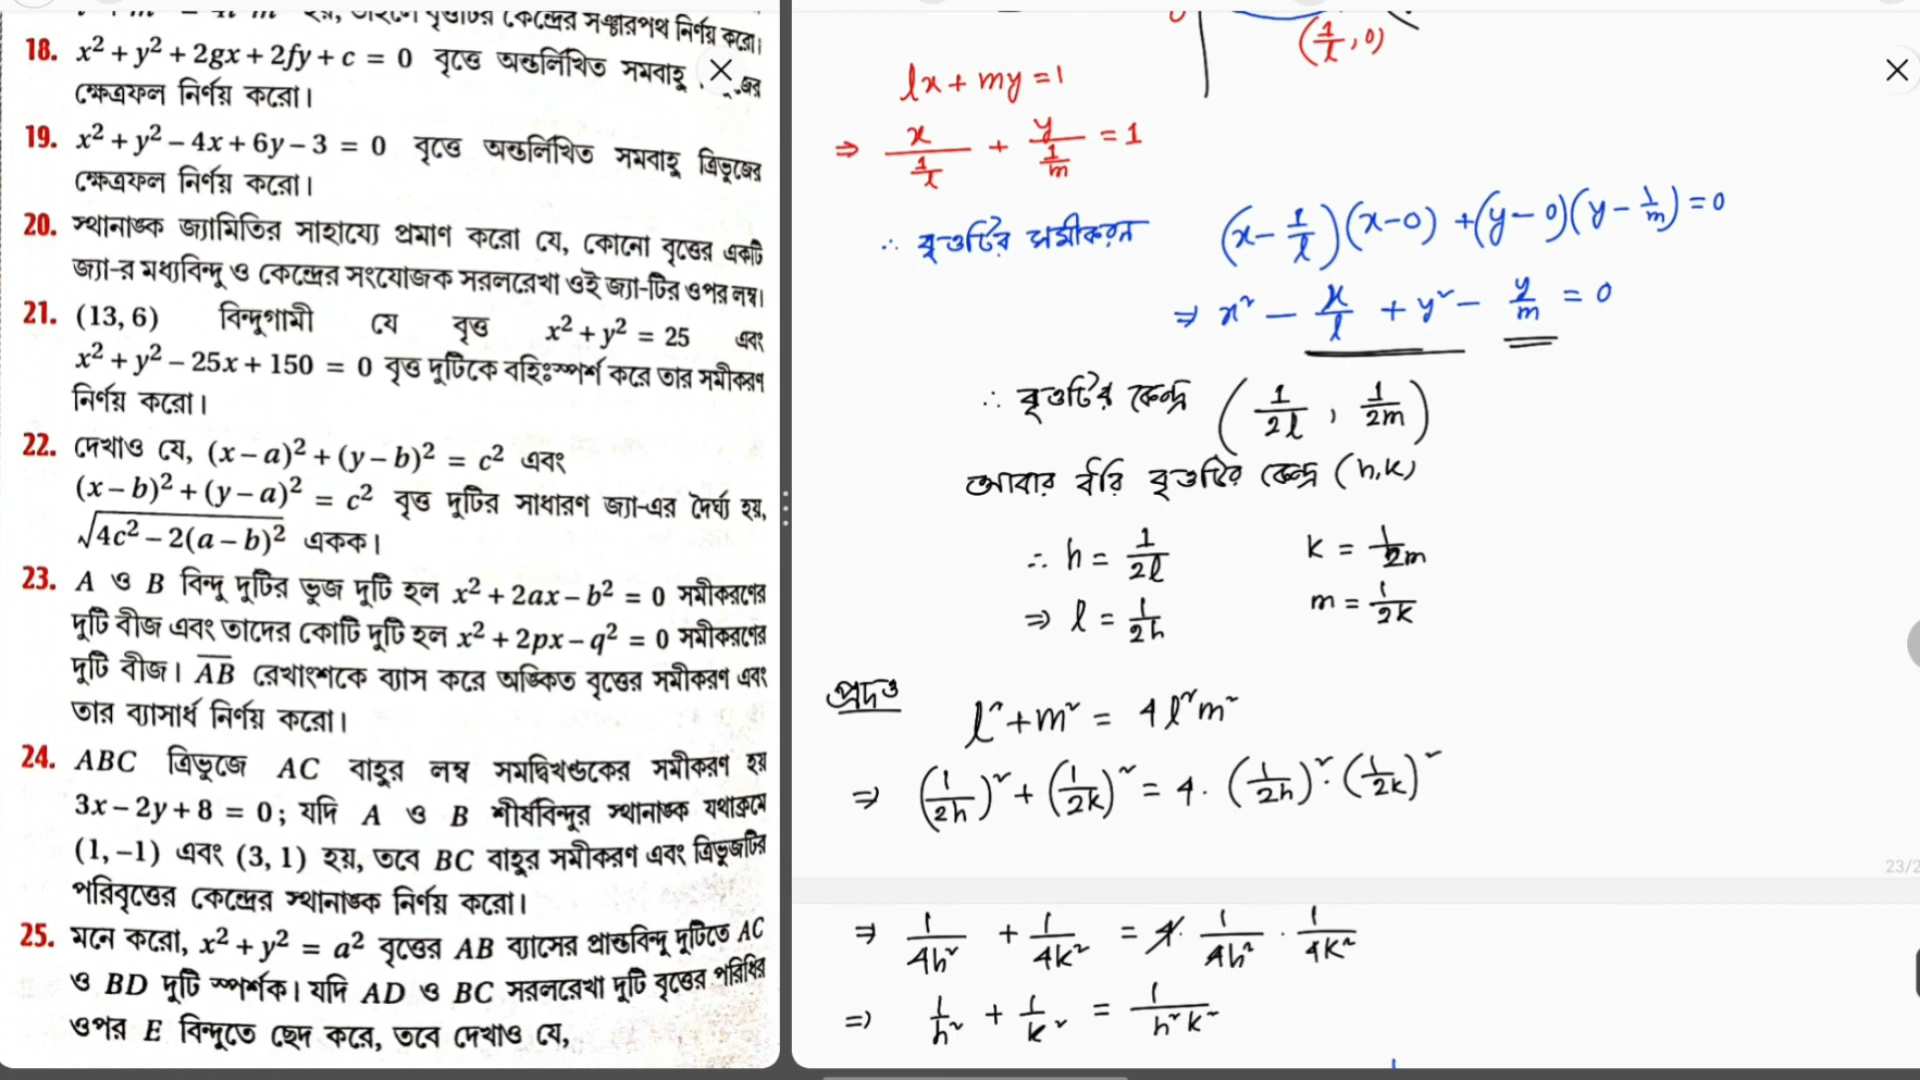 হয়, তাহলে বৃত্তটির কেন্দ্রের সঞ্চারপথ নির্ণয় করো।
18. x² + y² + 2gx + 2fy + c = 0 বৃত্তে অন্তর্লিখিত সমবাহু
ক্ষেত্রফল নির্ণয় করো।
19. x² + y² – 4x + 6y – 3 = 0 বৃত্তে অন্তর্লিখিত সমবাহু ত্রিভুজের
ক্ষেত্রফল নির্ণয় করো।
20. স্থানাঙ্ক জ্যামিতির সাহায্যে প্রমাণ করো যে, কোনো বৃত্তের একটি
জ্যা-র মধ্যবিন্দু ও কেন্দ্রের সংযোজক সরলরেখা ওই জ্যা-টির ওপর লম্ব।
21. (13, 6) বিন্দুগামী যে বৃত্ত x² + y² = 25 এবং
x² + y² – 25x + 150 = 0 বৃত্ত দুটিকে বহিঃস্পর্শ করে তার সমীকরণ
নির্ণয় করো।
22. দেখাও যে, (x – a)² + (y – b)² = c² এবং
(x – b)² + (y – a)² = c² বৃত্ত দুটির সাধারণ জ্যা-এর দৈর্ঘ্য হয়,
√4c² – 2(a – b)² একক।
23. A ও B বিন্দু দুটির ভুজ দুটি হল x² + 2ax – b² = 0 সমীকরণের
দুটি বীজ এবং তাদের কোটি দুটি হল x² + 2px – q² = 0 সমীকরণের
দুটি বীজ। AB রেখাংশকে ব্যাস করে অঙ্কিত বৃত্তের সমীকরণ এবং
তার ব্যাসার্ধ নির্ণয় করো।
24. ABC ত্রিভুজে AC বাহুর লম্ব সমদ্বিখণ্ডকের সমীকরণ হয়
3x – 2y + 8 = 0; যদি A ও B শীর্ষবিন্দুর স্থানাঙ্ক যথাক্রমে
(1, –1) এবং (3, 1) হয়, তবে BC বাহুর সমীকরণ এবং ত্রিভুজটির
পরিবৃত্তের কেন্দ্রের স্থানাঙ্ক নির্ণয় করো।
25. মনে করো, x² + y² = a² বৃত্তের AB ব্যাসের প্রান্তবিন্দু দুটিতে AC
ও BD দুটি স্পর্শক। যদি AD ও BC সরলরেখা দুটি বৃত্তের পরিধির
ওপর E বিন্দুতে ছেদ করে, তবে দেখাও যে,
(1/l, 0)
lx + my = 1
⇒ x/(1/l) + y/(1/m) = 1
∴ বৃত্তটির সমীকরণ (x – 1/l)(x – 0) + (y – 0)(y – 1/m) = 0
⇒ x² – x/l + y² – y/m = 0
∴ বৃত্তটির কেন্দ্র (1/2l, 1/2m)
আবার ধরি বৃত্তটির কেন্দ্র (h, k)
∴ h = 1/2l k = 1/2m
⇒ l = 1/2h m = 1/2k
প্রদত্ত l² + m² = 4l²m²
⇒ (1/2h)² + (1/2k)² = 4 · (1/2h)² · (1/2k)²
23/2
⇒ 1/4h² + 1/4k² = 4 · 1/4h² · 1/4k²
⇒ 1/h² + 1/k² = 1/h²k²